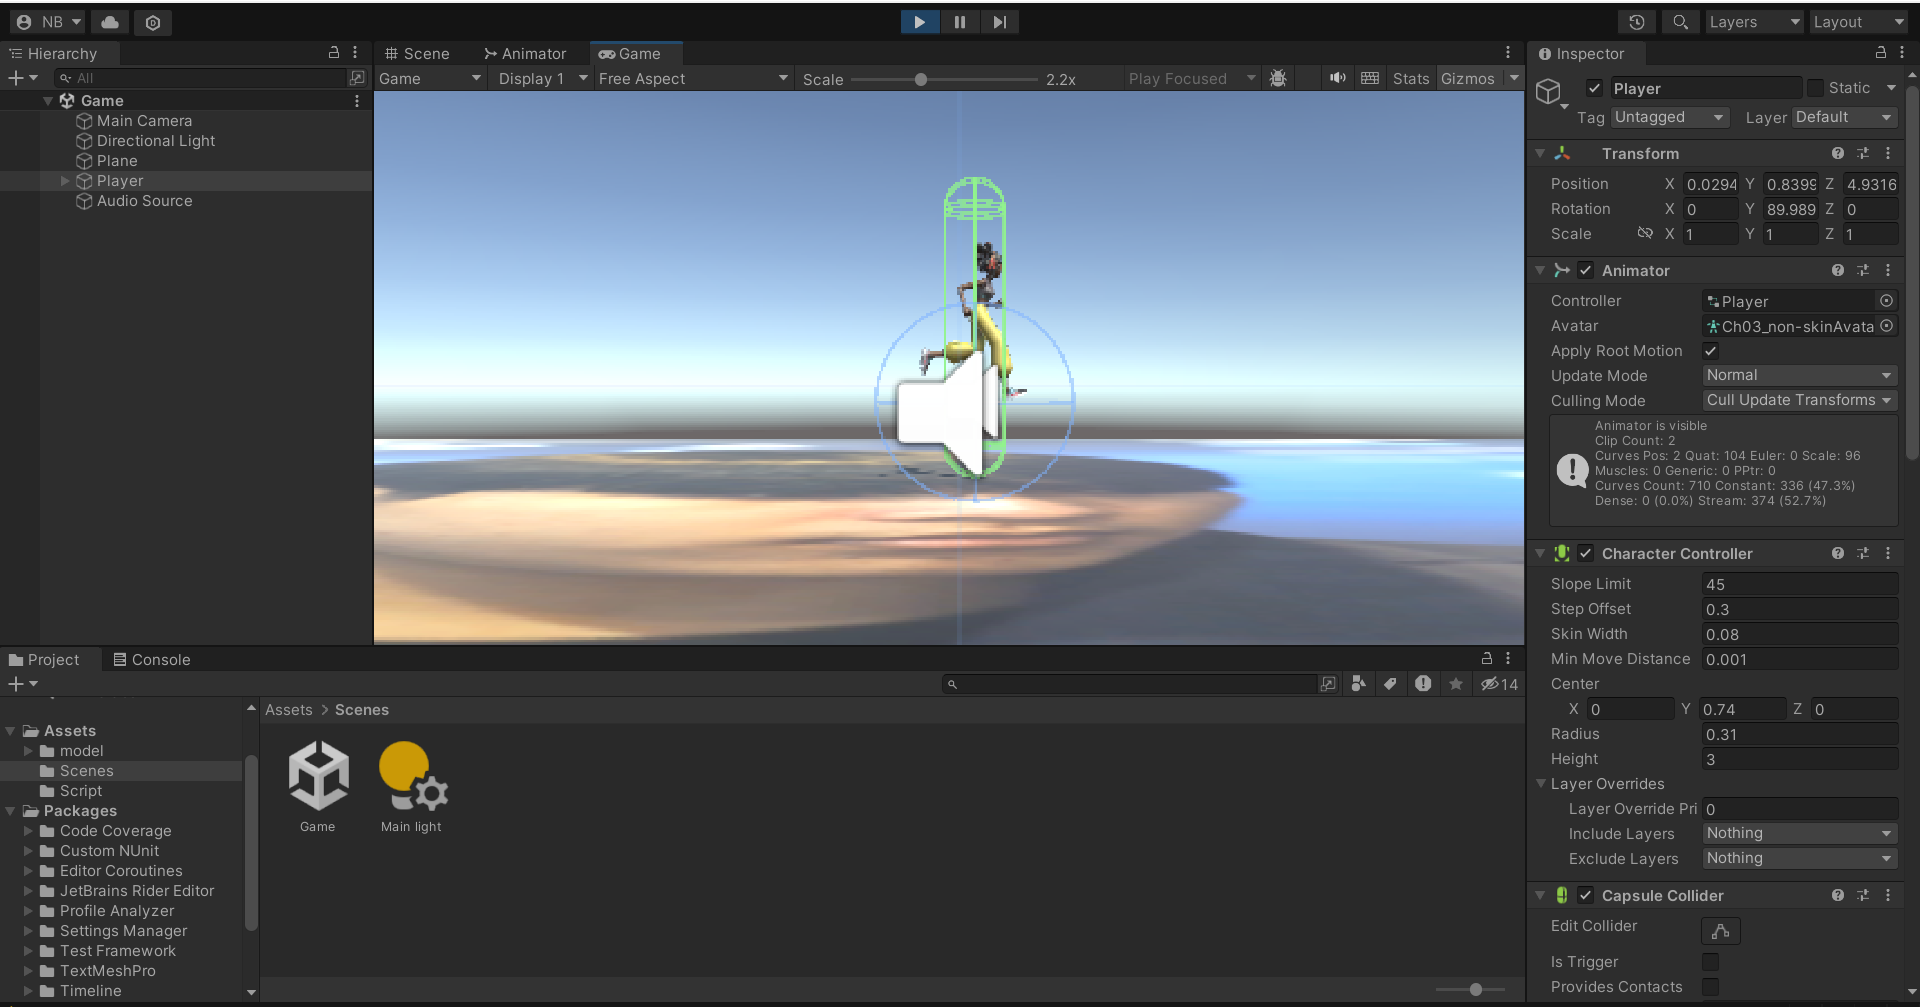 NB
Layers
Layout
Hierarchy
All
Game
Main Camera
Directional Light
Plane
Player
Audio Source
Scene
Animator
Game
Game
Display 1
Free Aspect
Scale
2.2x
Play Focused
Stats
Gizmos
Inspector
Player
Static
Tag
Untagged
Layer
Default
Transform
Position X 0.0294 Y 0.8399 Z 4.9316
Rotation X 0 Y 89.989 Z 0
Scale X 1 Y 1 Z 1
Animator
Controller Player
Avatar Ch03_non-skinAvata
Apply Root Motion
Update Mode Normal
Culling Mode Cull Update Transforms
Animator is visible
Clip Count: 2
Curves Pos: 2 Quat: 104 Euler: 0 Scale: 96
Muscles: 0 Generic: 0 PPtr: 0
Curves Count: 710 Constant: 336 (47.3%)
Dense: 0 (0.0%) Stream: 374 (52.7%)
Character Controller
Slope Limit 45
Step Offset 0.3
Skin Width 0.08
Min Move Distance 0.001
Center
X 0 Y 0.74 Z 0
Radius 0.31
Height 3
Layer Overrides
Layer Override Pri 0
Include Layers Nothing
Exclude Layers Nothing
Capsule Collider
Edit Collider
Is Trigger
Provides Contacts
Project
Console
14
Assets
model
Scenes
Script
Packages
Code Coverage
Custom NUnit
Editor Coroutines
JetBrains Rider Editor
Profile Analyzer
Settings Manager
Test Framework
TextMeshPro
Timeline
Assets > Scenes
Game
Main light